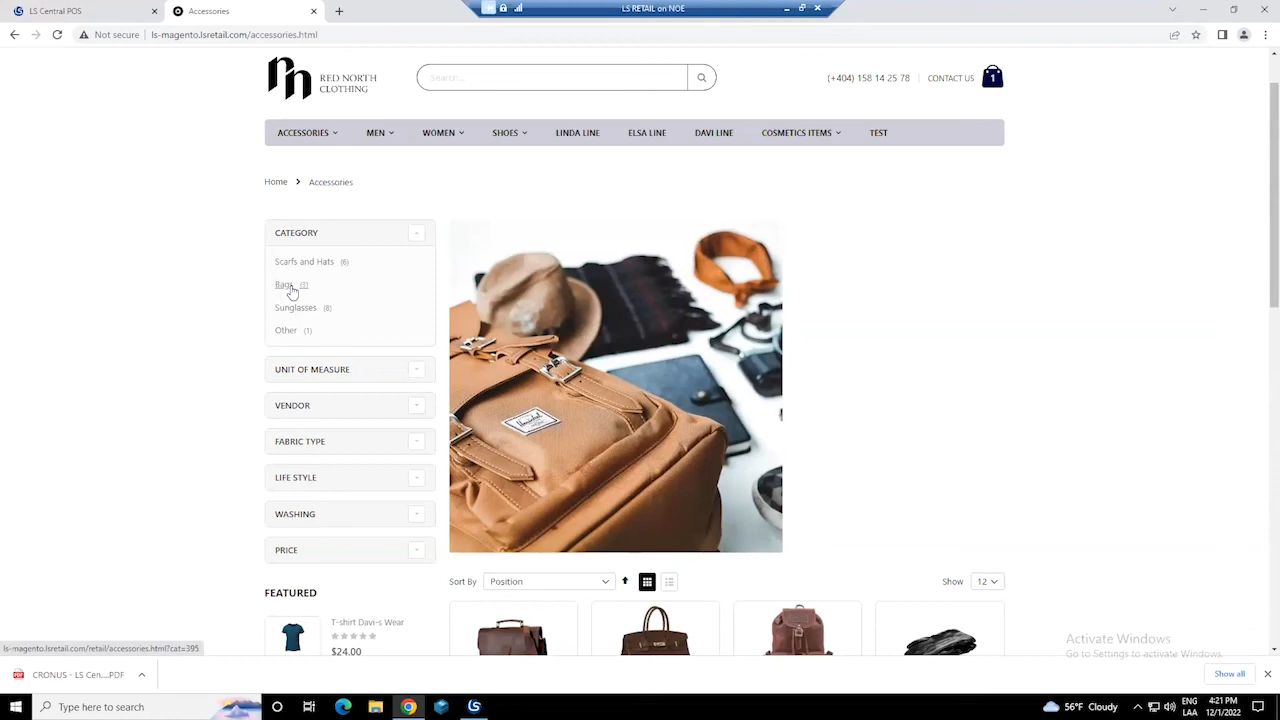 LS Central POS
Accessories
LS RETAIL on NOE
Not secure
ls-magento.lsretail.com/accessories.html
RED NORTH
CLOTHING
Search...
(+404) 158 14 25 78
CONTACT US
1
ACCESSORIES
MEN
WOMEN
SHOES
LINDA LINE
ELSA LINE
DAVI LINE
COSMETICS ITEMS
TEST
Home
Accessories
CATEGORY
Scarfs and Hats (6)
Bags
Sunglasses (8)
Other (1)
UNIT OF MEASURE
VENDOR
FABRIC TYPE
LIFE STYLE
WASHING
PRICE
Herschel
Sort By
Position
Show
12
FEATURED
T-shirt Davi-s Wear
$24.00
Activate Windows
Go to Settings to activate Windows.
ls-magento.lsretail.com/retail/accessories.html?cat=395
CRONUS - LS Cen....PDF
Show all
Type here to search
56°F Cloudy
ENG
LAA
4:21 PM
12/1/2022